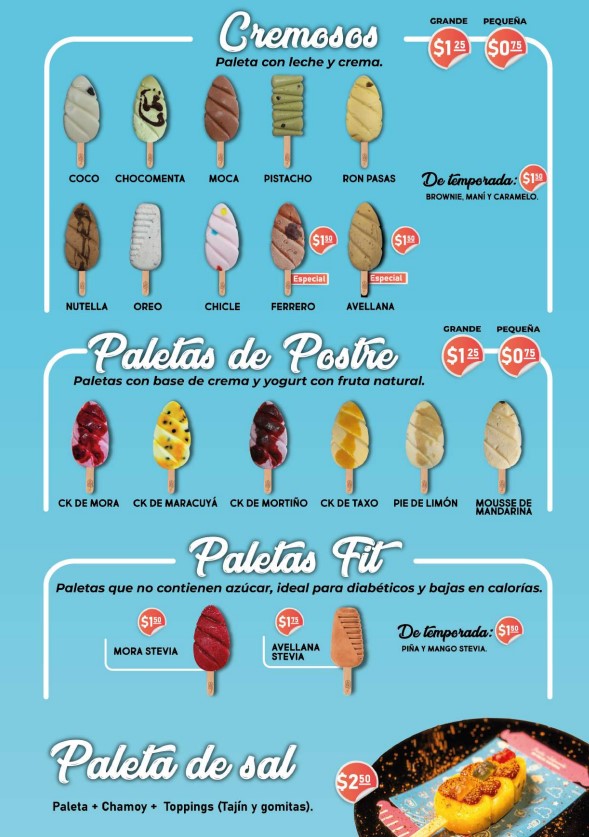 Cremosos
Paleta con leche y crema.
GRANDE PEQUEÑA
$1.25 $0.75
COCO CHOCOMENTA MOCA PISTACHO RON PASAS
De temporada: $1.50
BROWNIE, MANÍ Y CARAMELO.
$1.50 $1.50
Especial Especial
NUTELLA OREO CHICLE FERRERO AVELLANA
GRANDE PEQUEÑA
Paletas de Postre $1.25 $0.75
Paletas con base de crema y yogurt con fruta natural.
CK DE MORA CK DE MARACUYÁ CK DE MORTIÑO CK DE TAXO PIE DE LIMÓN MOUSSE DE
MANDARINA
Paletas Fit
Paletas que no contienen azúcar, ideal para diabéticos y bajas en calorías.
$1.50
MORA STEVIA
$1.75
AVELLANA
STEVIA
De temporada: $1.50
PIÑA Y MANGO STEVIA.
Paleta de sal
$2.50
Paleta + Chamoy + Toppings (Tajín y gomitas).